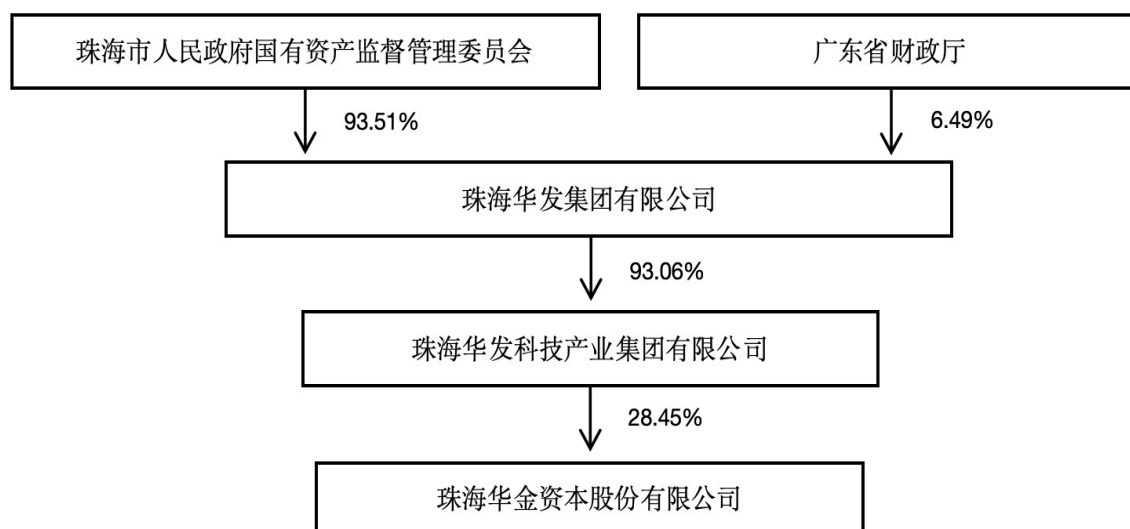 珠海市人民政府国有资产监督管理委员会
广东省财政厅
93.51%
6.49%
珠海华发集团有限公司
93.06%
珠海华发科技产业集团有限公司
28.45%
珠海华金资本股份有限公司